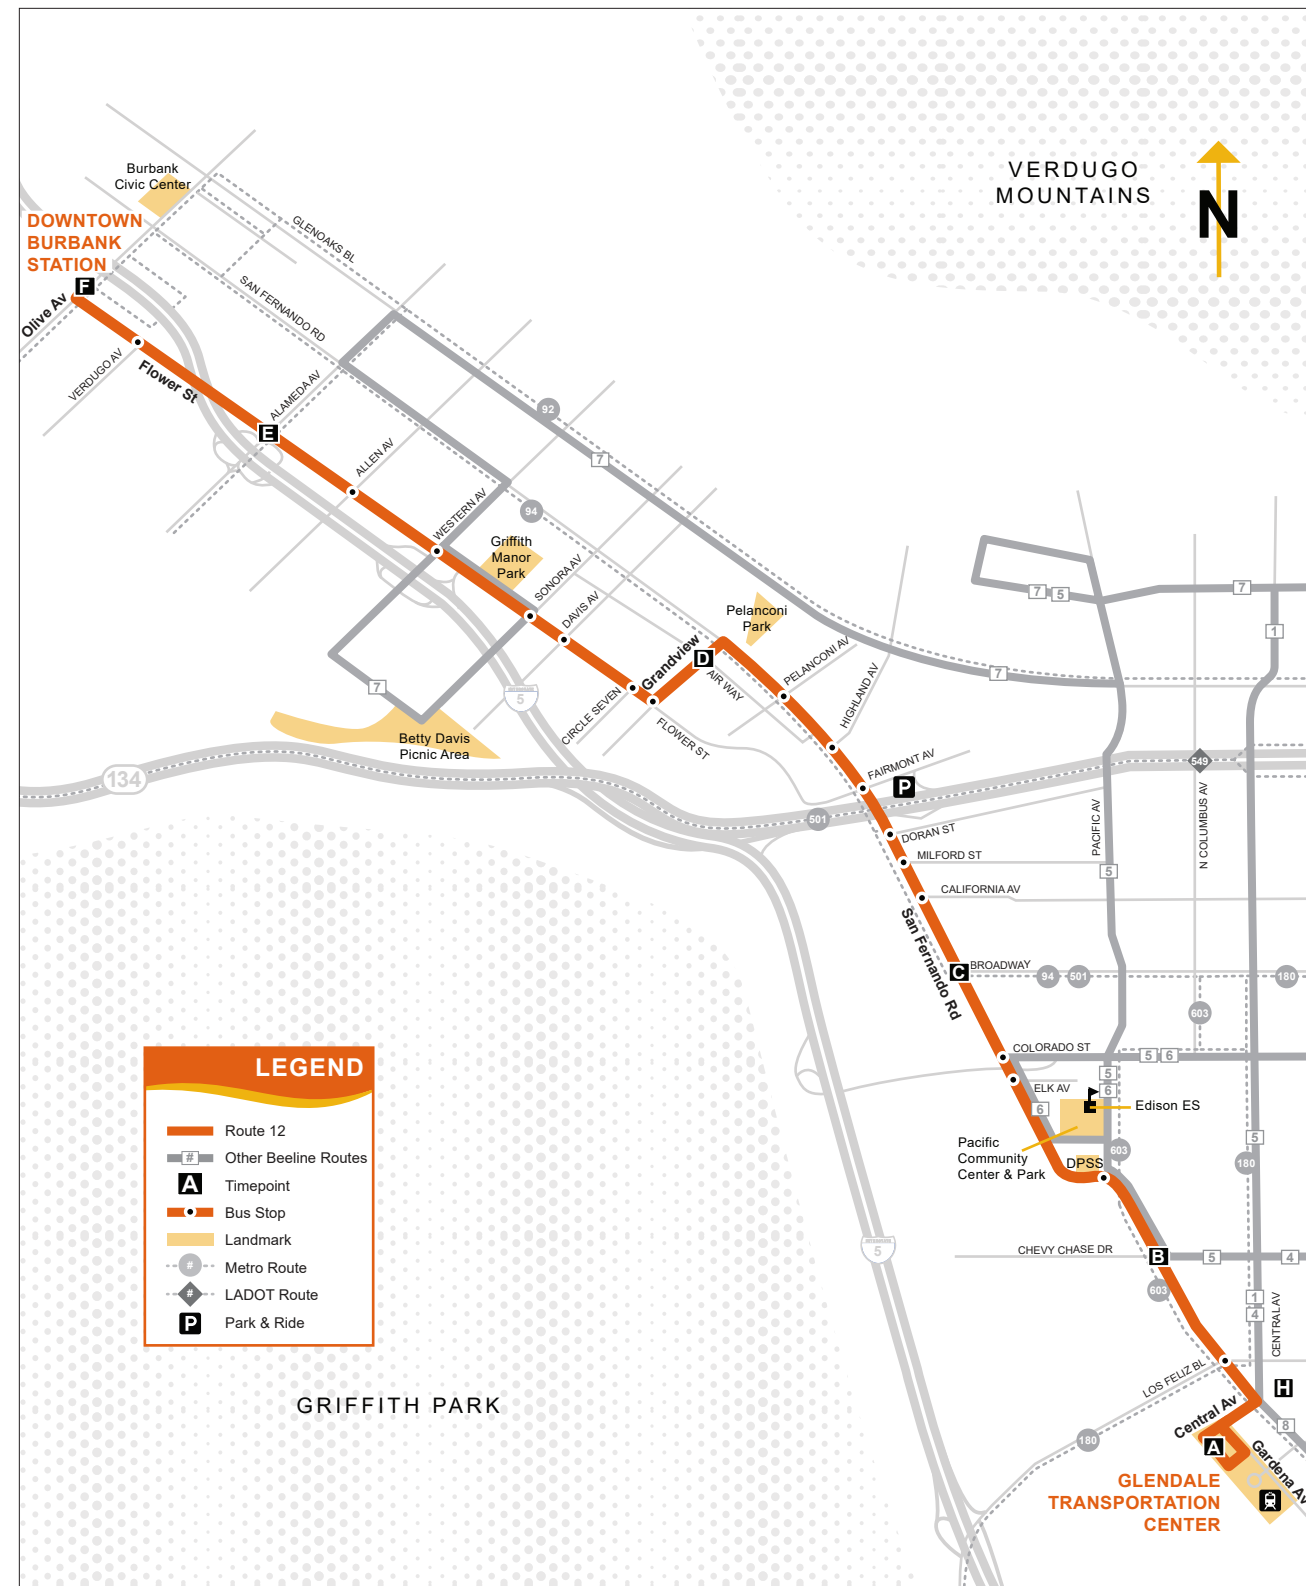 VERDUGO
MOUNTAINS
N
Burbank
Civic Center
DOWNTOWN
BURBANK
STATION
F
Olive Av
GLENOAKS BL
SAN FERNANDO RD
VERDUGO AV
Flower St
ALAMEDA AV
E
92
7
ALLEN AV
WESTERN AV
94
Griffith
Manor
Park
SONORA AV
DAVIS AV
Pelanconi
Park
7
5
7
1
Grandview
D
AIR WAY
PELANCONI AV
HIGHLAND AV
7
7
5
CIRCLE SEVEN
FLOWER ST
Betty Davis
Picnic Area
134
FAIRMONT AV
P
549
501
DORAN ST
MILFORD ST
CALIFORNIA AV
PACIFIC AV
N COLUMBUS AV
5
San Fernando Rd
C
BROADWAY
94
501
180
603
COLORADO ST
5
6
5
6
ELK AV
6
Edison ES
Pacific
Community
Center & Park
DPSS
603
5
180
CHEVY CHASE DR
B
5
4
5
603
1
4
CENTRAL AV
LOS FELIZ BL
H
Central Av
8
180
A
Gardena Av
GLENDALE
TRANSPORTATION
CENTER
LEGEND
Route 12
# Other Beeline Routes
A Timepoint
Bus Stop
Landmark
# Metro Route
# LADOT Route
P Park & Ride
GRIFFITH PARK